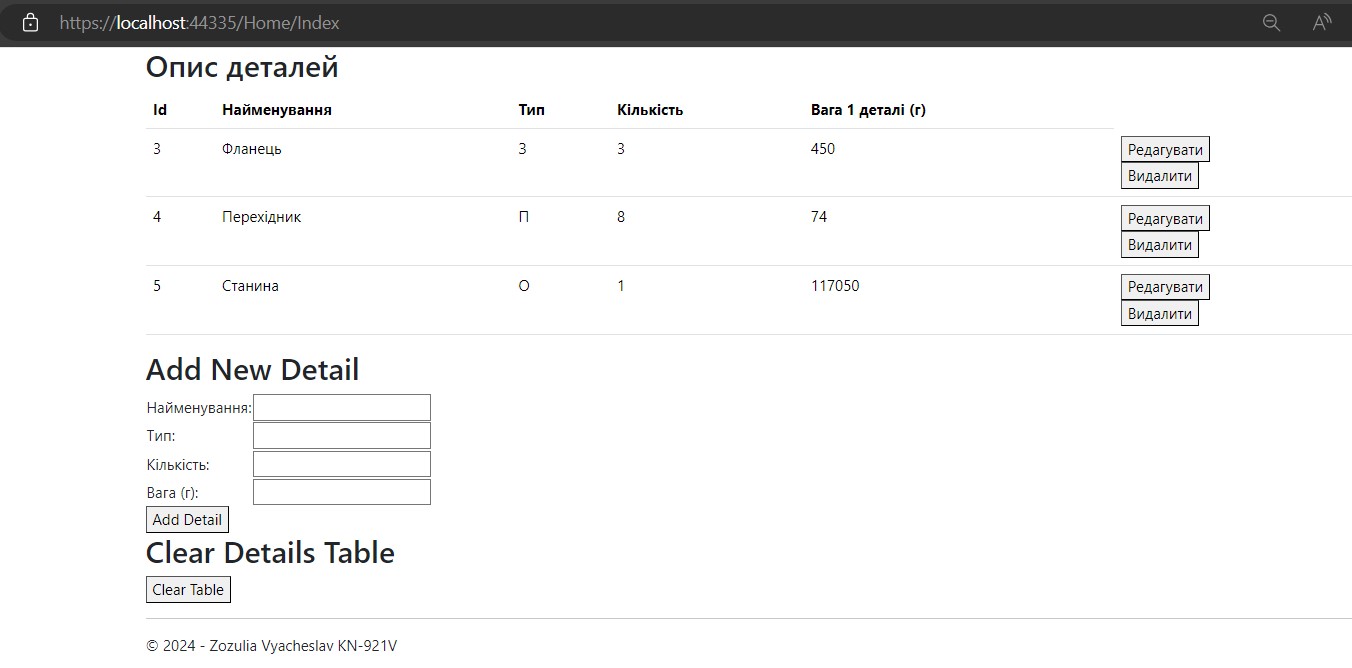 https://localhost:44335/Home/Index
Опис деталей
Id Найменування Тип Кількість Вага 1 деталі (г)
3 Фланець З 3 450 Редагувати
Видалити
4 Перехідник П 8 74 Редагувати
Видалити
5 Станина О 1 117050 Редагувати
Видалити
Add New Detail
Найменування:
Тип:
Кількість:
Вага (г):
Add Detail
Clear Details Table
Clear Table
© 2024 - Zozulia Vyacheslav KN-921V